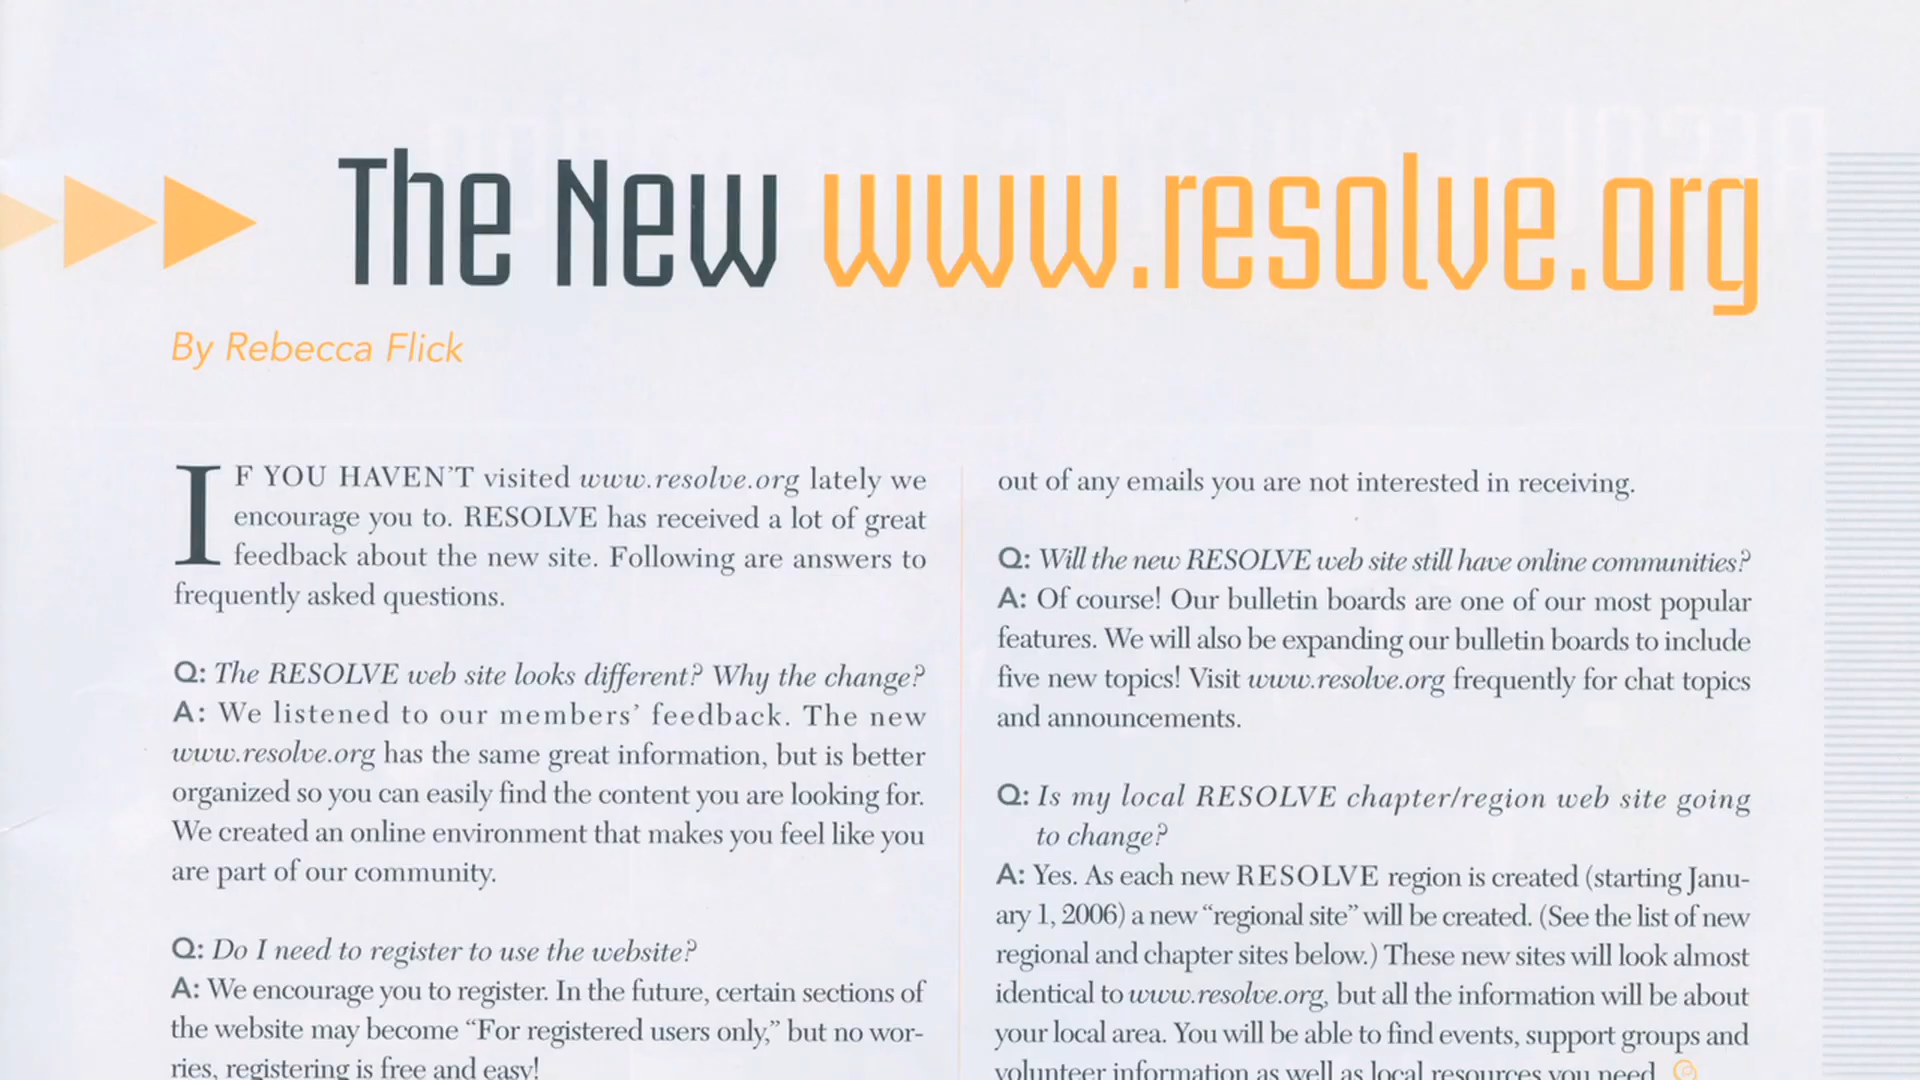 The New www.resolve.org
By Rebecca Flick
IF YOU HAVEN'T visited www.resolve.org lately we
encourage you to. RESOLVE has received a lot of great
feedback about the new site. Following are answers to
frequently asked questions.
Q: The RESOLVE web site looks different? Why the change?
A: We listened to our members' feedback. The new
www.resolve.org has the same great information, but is better
organized so you can easily find the content you are looking for.
We created an online environment that makes you feel like you
are part of our community.
Q: Do I need to register to use the website?
A: We encourage you to register. In the future, certain sections of
the website may become "For registered users only," but no wor-
ries, registering is free and easy!
out of any emails you are not interested in receiving.
Q: Will the new RESOLVE web site still have online communities?
A: Of course! Our bulletin boards are one of our most popular
features. We will also be expanding our bulletin boards to include
five new topics! Visit www.resolve.org frequently for chat topics
and announcements.
Q: Is my local RESOLVE chapter/region web site going
to change?
A: Yes. As each new RESOLVE region is created (starting Janu-
ary 1, 2006) a new "regional site" will be created. (See the list of new
regional and chapter sites below.) These new sites will look almost
identical to www.resolve.org, but all the information will be about
your local area. You will be able to find events, support groups and
volunteer information as well as local resources you need.